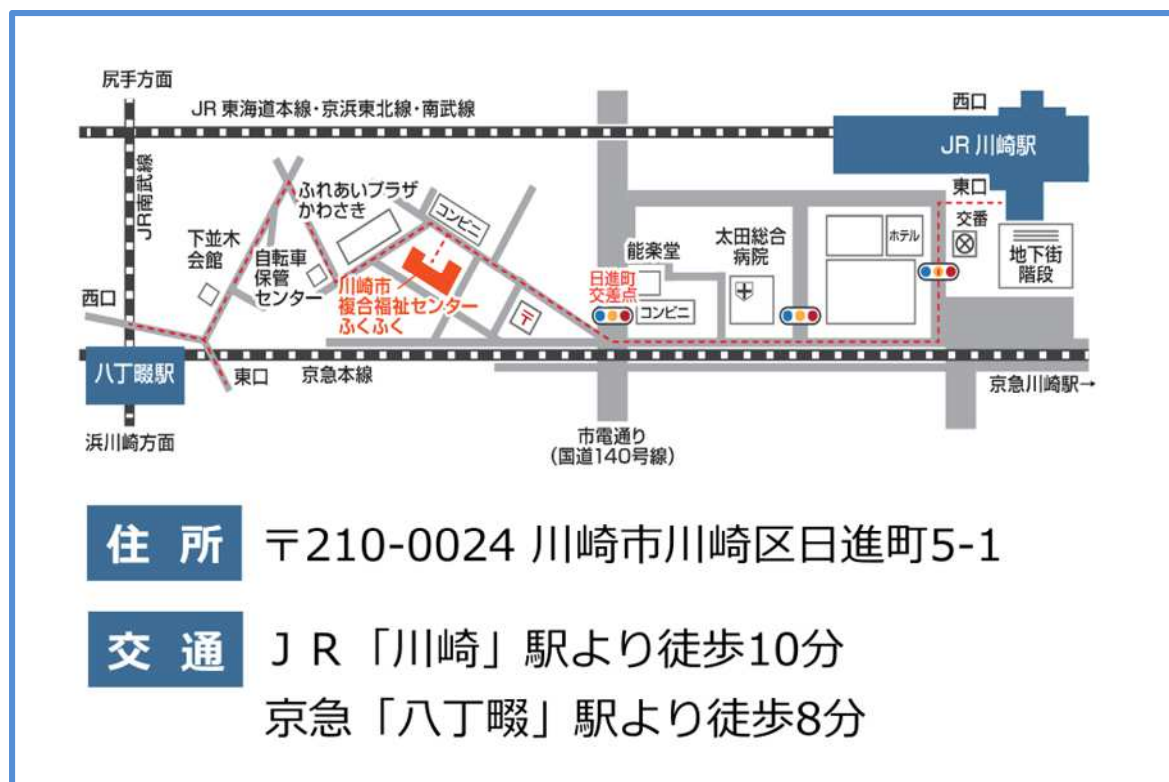 尻手方面
JR東海道本線・京浜東北線・南武線
西口
JR川崎駅
JR南武線
東口
ふれあいプラザ
かわさき
コンビニ
下並木
会館
自転車
保管
センター
川崎市
複合福祉センター
ふくふく
〒
日進町
交差点
能楽堂
コンビニ
太田総合
病院
ホテル
交番
地下街
階段
西口
八丁畷駅
東口
京急本線
京急川崎駅→
浜川崎方面
市電通り
(国道140号線)
住所
〒210-0024 川崎市川崎区日進町5-1
交通
JR「川崎」駅より徒歩10分
京急「八丁畷」駅より徒歩8分